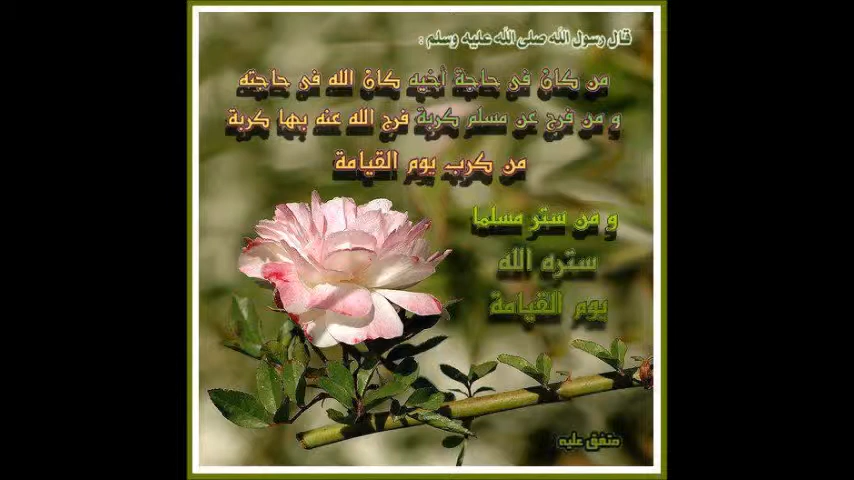 قال رسول الله صلى الله عليه وسلم :
من كان في حاجة أخيه كان الله في حاجته
و من فرج عن مسلم كربة فرج الله عنه بها كربة
من كرب يوم القيامة
و من ستر مسلما
ستره الله
يوم القيامة
متفق عليه